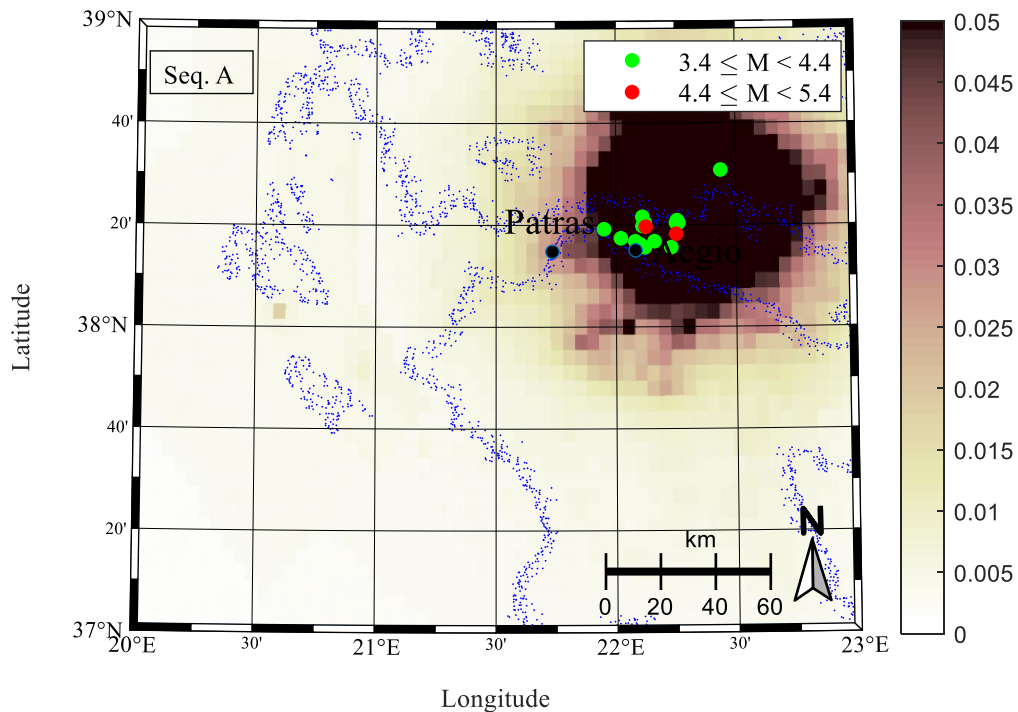 39°N
Seq. A
3.4 ≤ M < 4.4
4.4 ≤ M < 5.4
40'
20'
Patras
Aegio
38°N
40'
20'
37°N
Latitude
N
km
0 20 40 60
20°E 30' 21°E 30' 22°E 30' 23°E
Longitude
0.05
0.045
0.04
0.035
0.03
0.025
0.02
0.015
0.01
0.005
0